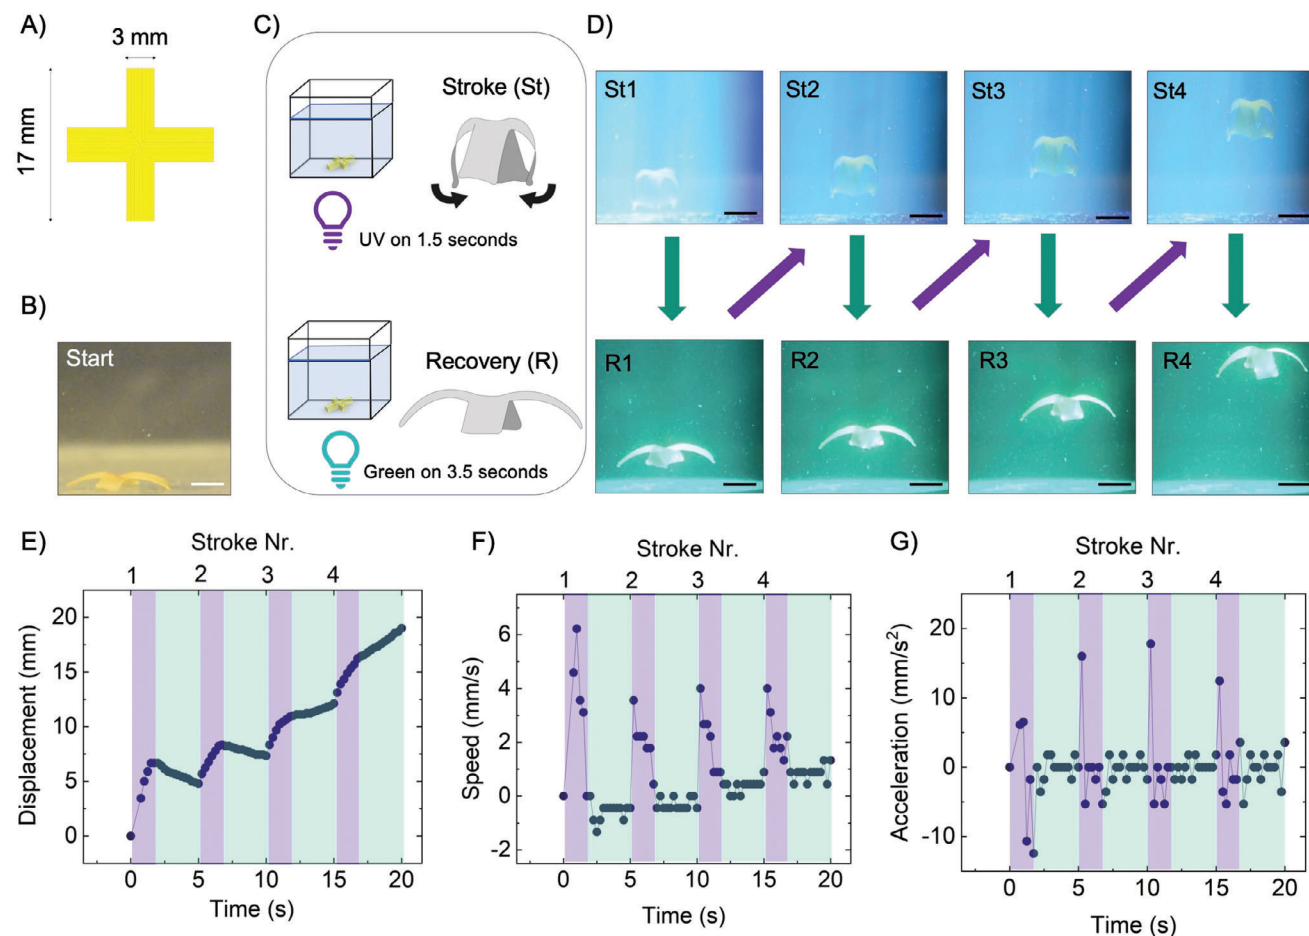 A)
3 mm
17 mm
B)
Start
C)
Stroke (St)
UV on 1.5 seconds
Recovery (R)
Green on 3.5 seconds
D)
St1
St2
St3
St4
R1
R2
R3
R4
E)
Stroke Nr.
1 2 3 4
Displacement (mm)
20
15
10
5
0
0 5 10 15 20
Time (s)
F)
Stroke Nr.
1 2 3 4
Speed (mm/s)
6
4
2
0
-2
0 5 10 15 20
Time (s)
G)
Stroke Nr.
1 2 3 4
Acceleration (mm/s²)
20
10
0
-10
0 5 10 15 20
Time (s)